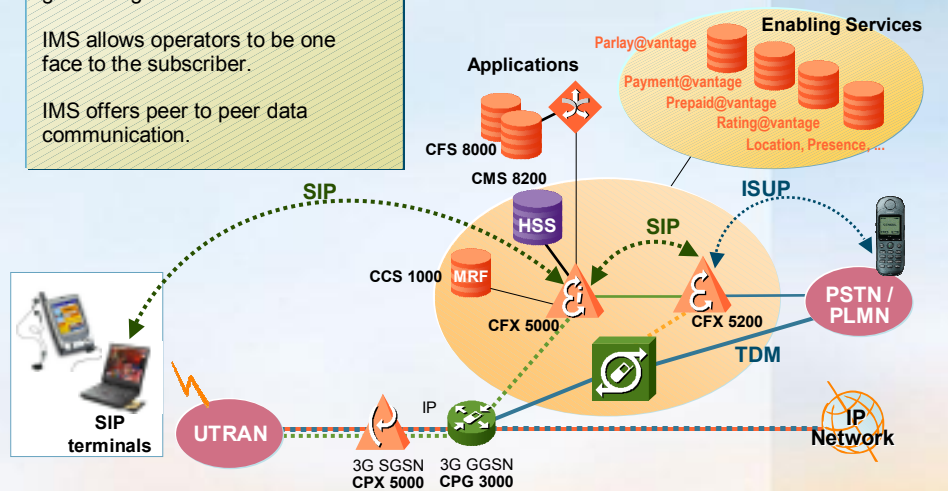 IMS allows operators to be one
face to the subscriber.
IMS offers peer to peer data
communication.
Enabling Services
Parlay@vantage
Payment@vantage
Prepaid@vantage
Rating@vantage
Location, Presence, ...
Applications
CFS 8000
CMS 8200
HSS
SIP
SIP
ISUP
CCS 1000
MRF
CFX 5000
CFX 5200
PSTN /
PLMN
TDM
SIP
terminals
UTRAN
IP
IP
Network
3G SGSN
CPX 5000
3G GGSN
CPG 3000